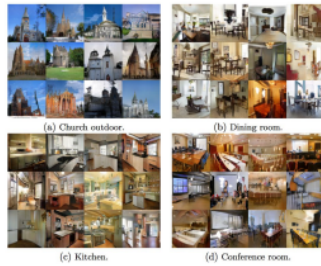 (a) Church outdoor.
(b) Dining room.
(c) Kitchen.
(d) Conference room.